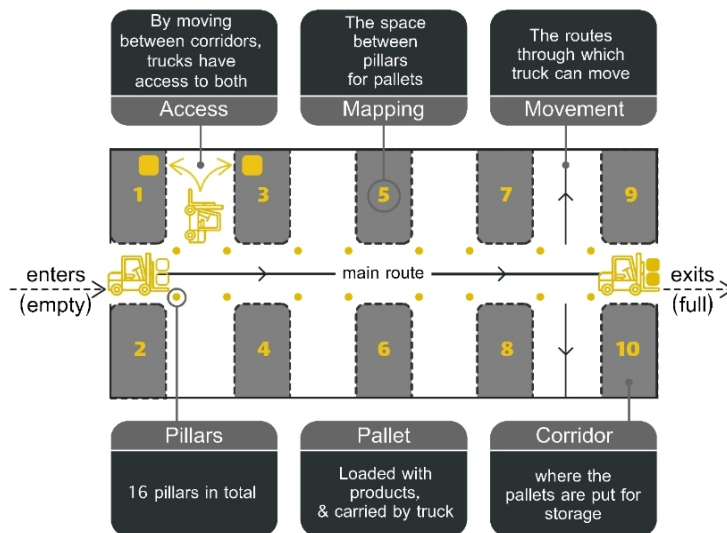 By moving
between corridors,
trucks have
access to both
Access
The space
between
pillars
for pallets
Mapping
The routes
through which
truck can move
Movement
1
3
5
7
9
enters
(empty)
main route
exits
(full)
2
4
6
8
10
Pillars
16 pillars in total
Pallet
Loaded with
products,
& carried by truck
Corridor
where the
pallets are put for
storage